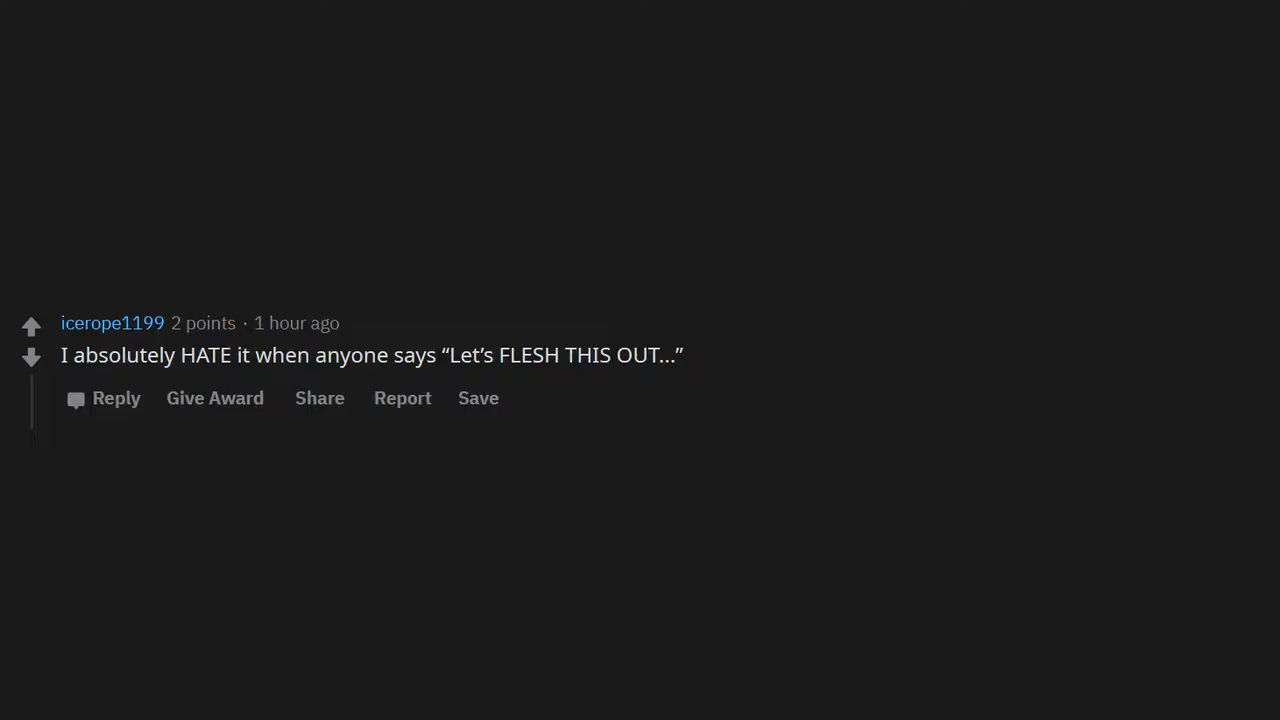 icerope1199 2 points · 1 hour ago
I absolutely HATE it when anyone says “Let’s FLESH THIS OUT...”
Reply Give Award Share Report Save